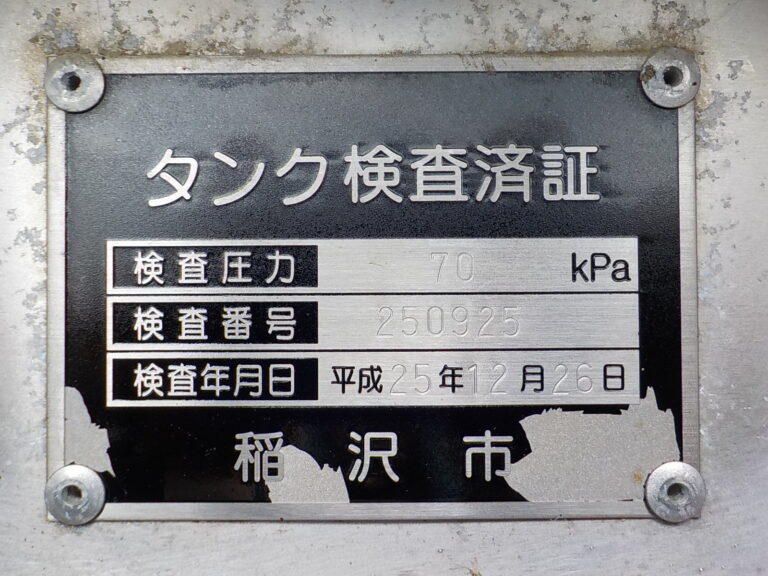 タンク検査済証
検査圧力 70 kPa
検査番号 250925
検査年月日 平成25年12月26日
稲沢市